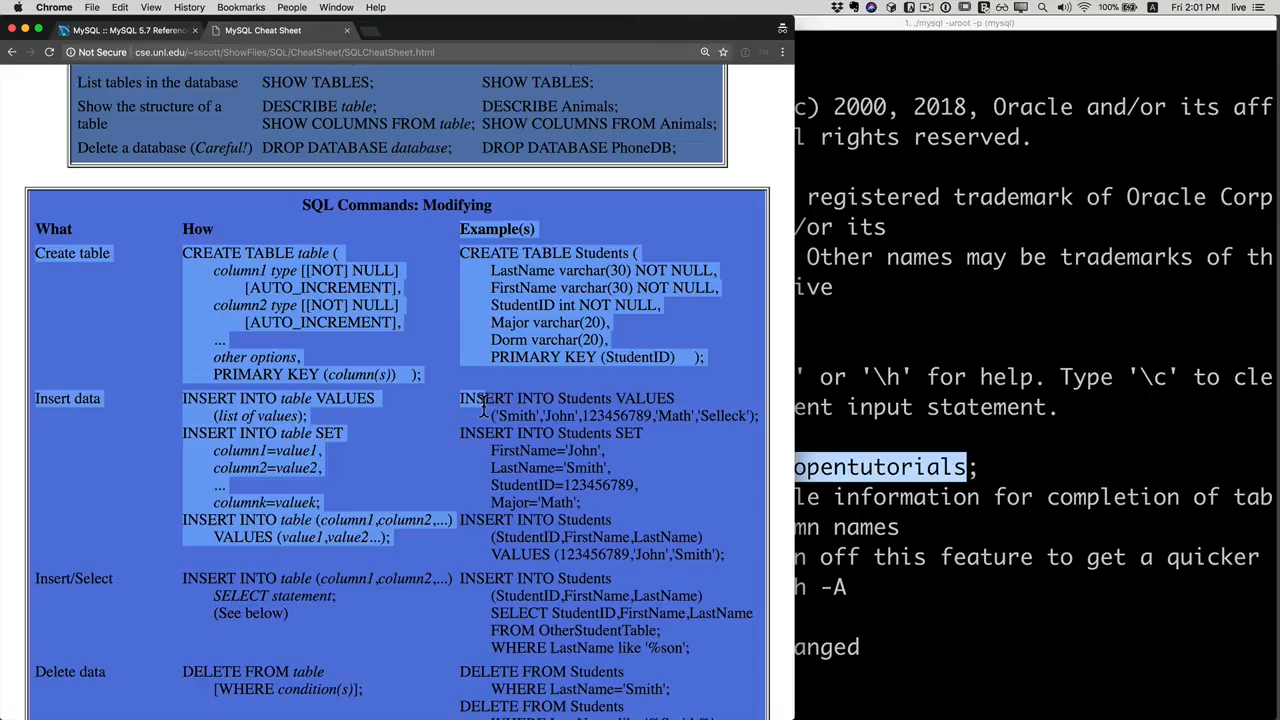 Chrome File Edit View History Bookmarks People Window Help
100% Fri 2:01 PM live
MySQL :: MySQL 5.7 Referenc
MySQL Cheat Sheet
Not Secure cse.unl.edu/~sscott/ShowFiles/SQL/CheatSheet/SQLCheatSheet.html
1. ./mysql -uroot -p (mysql)
List tables in the database SHOW TABLES; SHOW TABLES;
Show the structure of a DESCRIBE table; DESCRIBE Animals;
table SHOW COLUMNS FROM table; SHOW COLUMNS FROM Animals;
Delete a database (Careful!) DROP DATABASE database; DROP DATABASE PhoneDB;
SQL Commands: Modifying
What How Example(s)
Create table CREATE TABLE table ( CREATE TABLE Students (
column1 type [[NOT] NULL] LastName varchar(30) NOT NULL,
[AUTO_INCREMENT], FirstName varchar(30) NOT NULL,
column2 type [[NOT] NULL] StudentID int NOT NULL,
[AUTO_INCREMENT], Major varchar(20),
... Dorm varchar(20),
other options, PRIMARY KEY (StudentID) );
PRIMARY KEY (column(s)) );
Insert data INSERT INTO table VALUES INSERT INTO Students VALUES
(list of values); ('Smith','John',123456789,'Math','Selleck');
INSERT INTO table SET INSERT INTO Students SET
column1=value1, FirstName='John',
column2=value2, LastName='Smith',
... StudentID=123456789,
columnk=valuek; Major='Math';
INSERT INTO table (column1,column2,...) INSERT INTO Students
VALUES (value1,value2...); (StudentID,FirstName,LastName)
VALUES (123456789,'John','Smith');
Insert/Select INSERT INTO table (column1,column2,...) INSERT INTO Students
SELECT statement; (StudentID,FirstName,LastName)
(See below) SELECT StudentID,FirstName,LastName
FROM OtherStudentTable;
WHERE LastName like '%son';
Delete data DELETE FROM table DELETE FROM Students
[WHERE condition(s)]; WHERE LastName='Smith';
DELETE FROM Students
c) 2000, 2018, Oracle and/or its aff
l rights reserved.
registered trademark of Oracle Corp
/or its
Other names may be trademarks of th
ive
' or '\h' for help. Type '\c' to cle
ent input statement.
opentutorials;
le information for completion of tab
mn names
n off this feature to get a quicker
h -A
anged